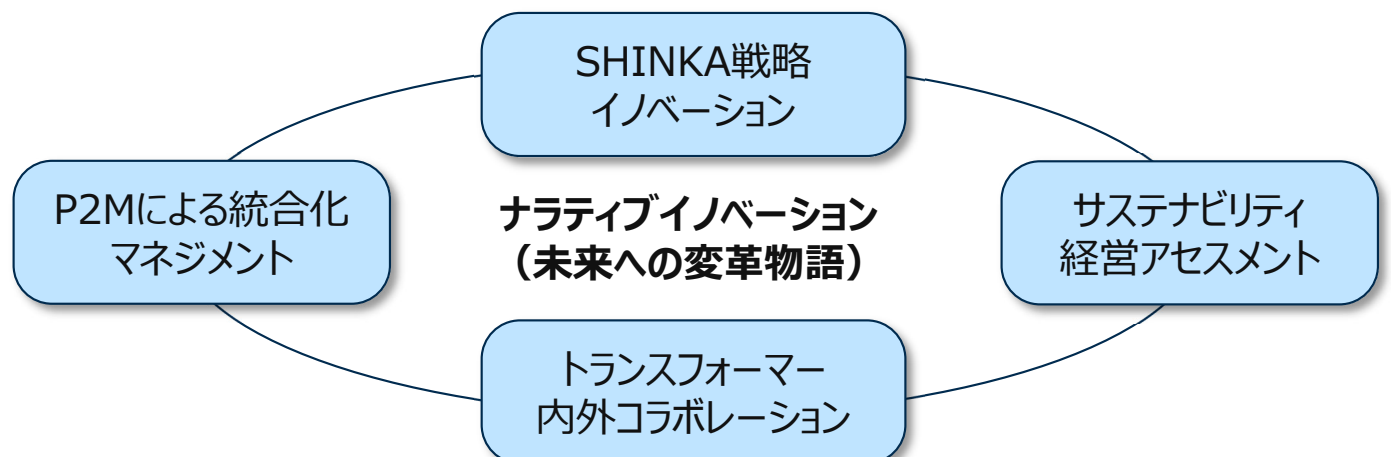 SHINKA戦略
イノベーション
P2Mによる統合化
マネジメント
ナラティブイノベーション
（未来への変革物語）
サステナビリティ
経営アセスメント
トランスフォーマー
内外コラボレーション